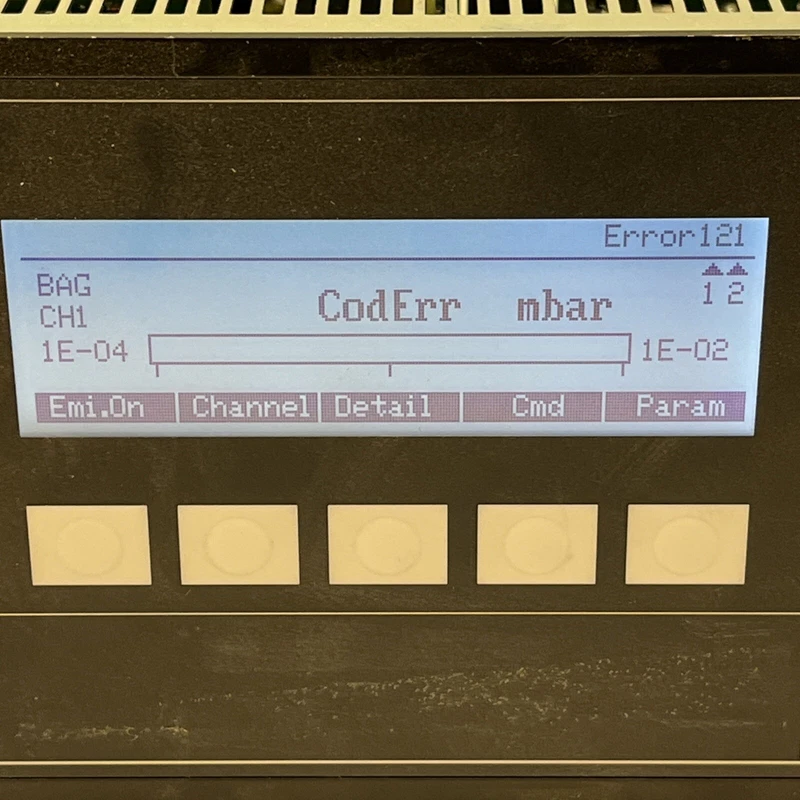 Error121
BAG
CH1
CodErr mbar
1 2
1E-04
1E-02
Emi.On Channel Detail Cmd Param